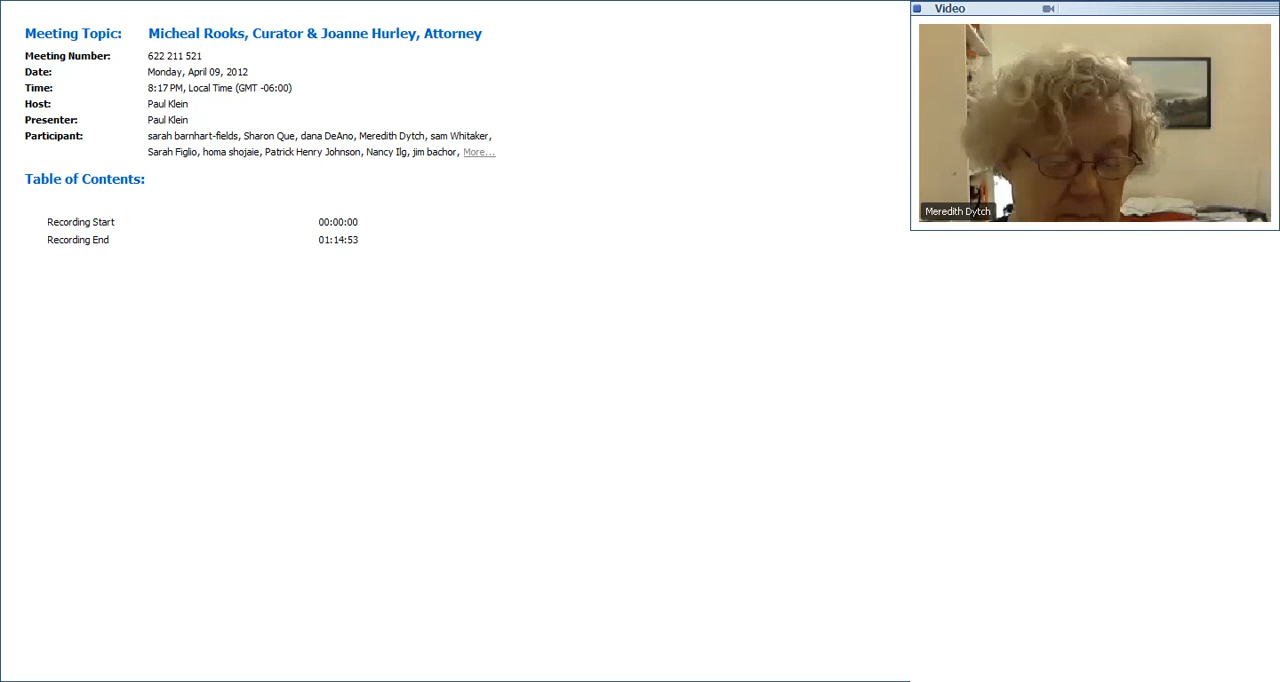 Meeting Topic: Micheal Rooks, Curator & Joanne Hurley, Attorney
Meeting Number: 622 211 521
Date: Monday, April 09, 2012
Time: 8:17 PM, Local Time (GMT -06:00)
Host: Paul Klein
Presenter: Paul Klein
Participant: sarah barnhart-fields, Sharon Que, dana DeAno, Meredith Dytch, sam Whitaker,
Sarah Figlio, homa shojaie, Patrick Henry Johnson, Nancy Ilg, jim bachor, More...
Table of Contents:
Recording Start 00:00:00
Recording End 01:14:53
Video
Meredith Dytch